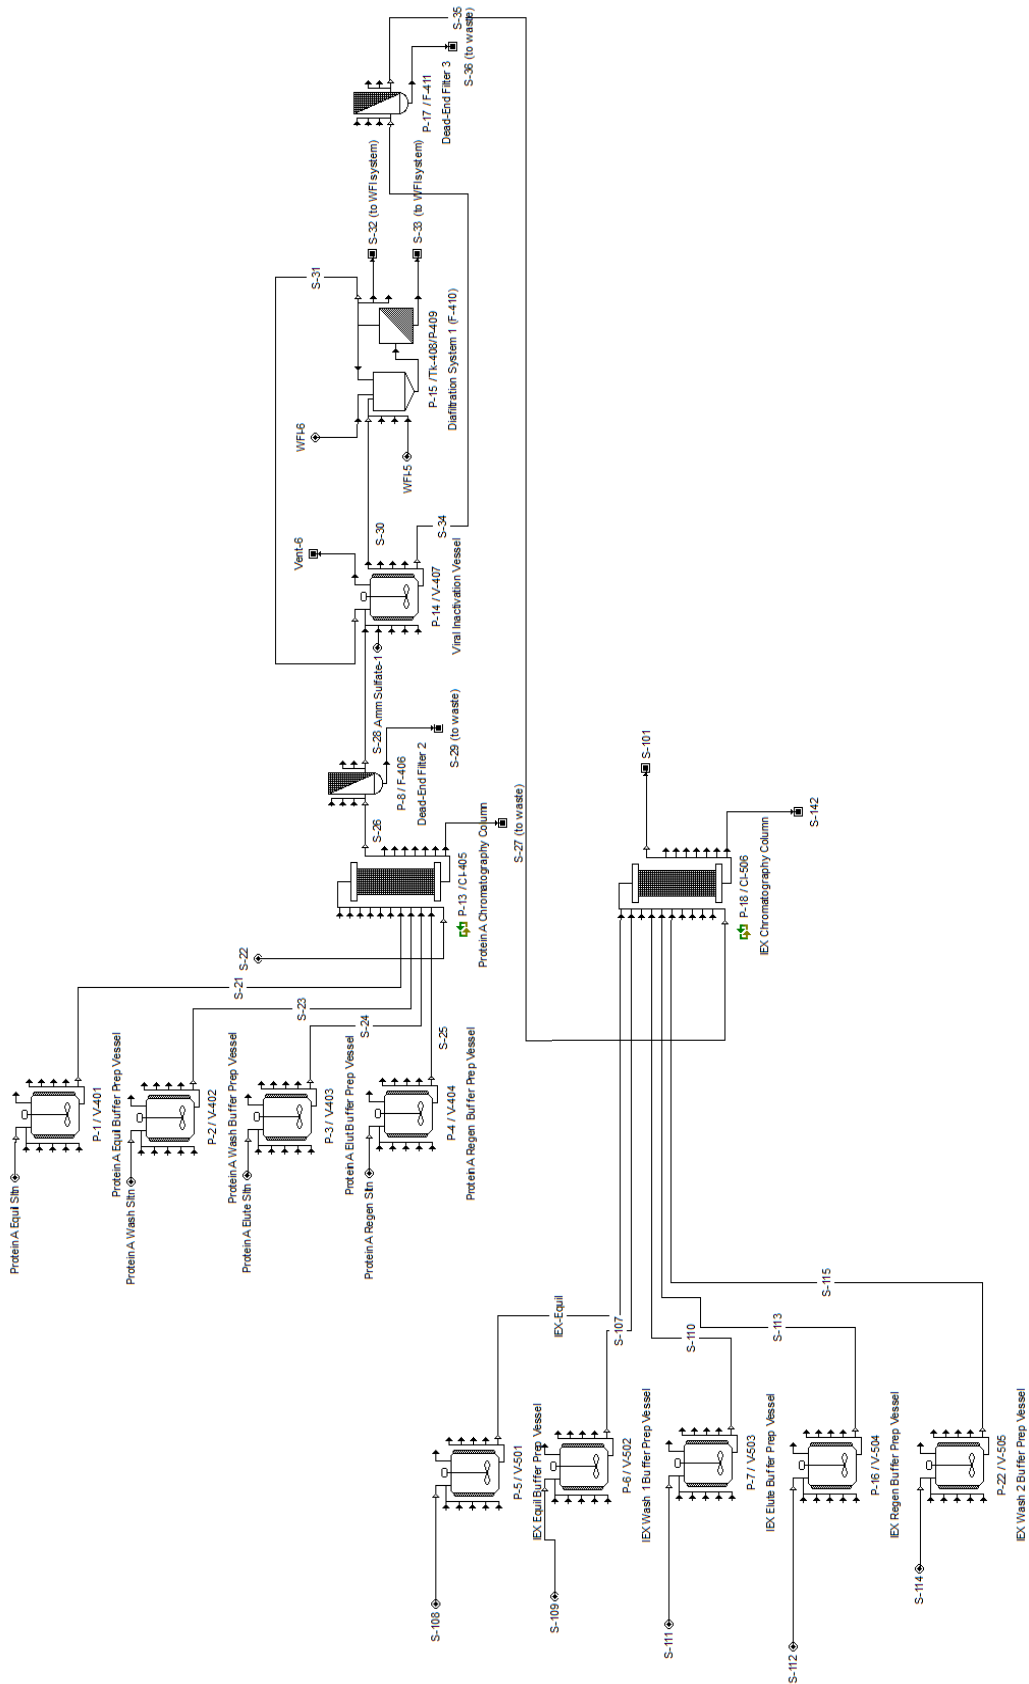 Protein A Equil Sltn
P-1 / V-401
Protein A Equil Buffer Prep Vessel
S-21
Protein A Wash Sltn
P-2 / V-402
Protein A Wash Buffer Prep Vessel
S-23
Protein A Elute Sltn
P-3 / V-403
Protein A Elut Buffer Prep Vessel
S-24
Protein A Regen Sltn
P-4 / V-404
Protein A Regen Buffer Prep Vessel
S-25
S-22
P-13 / CI-405
Protein A Chromatography Column
S-26
S-27 (to waste)
P-8 / F-406
Dead-End Filter 2
S-28
S-29 (to waste)
Amm Sulfate-1
Vent-6
P-14 / V-407
Viral Inactivation Vessel
S-30
S-34
WFI-6
WFI-5
S-31
P-15 / Tk-408/P-409
Diafiltration System 1 (F-410)
S-32 (to WFI system)
S-33 (to WFI system)
P-17 / F-411
Dead-End Filter 3
S-36 (to waste)
S-35
S-108
P-5 / V-501
IEX Equil Buffer Prep Vessel
IEX-Equil
S-109
P-6 / V-502
IEX Wash 1 Buffer Prep Vessel
S-107
S-111
P-7 / V-503
IEX Elute Buffer Prep Vessel
S-110
S-112
P-16 / V-504
IEX Regen Buffer Prep Vessel
S-113
S-114
P-22 / V-505
IEX Wash 2 Buffer Prep Vessel
S-115
P-18 / CI-506
IEX Chromatography Column
S-101
S-142